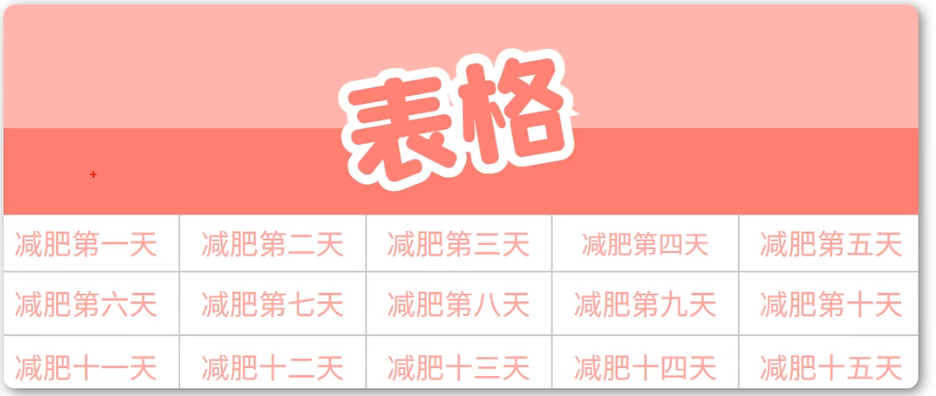 表格
减肥第一天 减肥第二天 减肥第三天 减肥第四天 减肥第五天
减肥第六天 减肥第七天 减肥第八天 减肥第九天 减肥第十天
减肥十一天 减肥十二天 减肥十三天 减肥十四天 减肥十五天